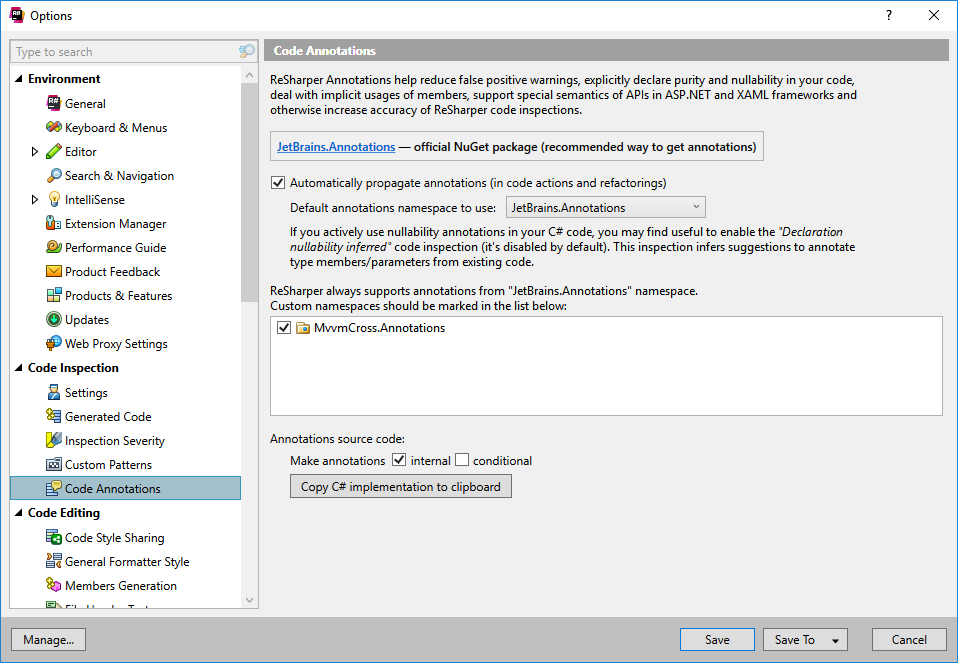 Options
?
Type to search
Environment
General
Keyboard & Menus
Editor
Search & Navigation
IntelliSense
Extension Manager
Performance Guide
Product Feedback
Products & Features
Updates
Web Proxy Settings
Code Inspection
Settings
Generated Code
Inspection Severity
Custom Patterns
Code Annotations
Code Editing
Code Style Sharing
General Formatter Style
Members Generation
Code Annotations
ReSharper Annotations help reduce false positive warnings, explicitly declare purity and nullability in your code,
deal with implicit usages of members, support special semantics of APIs in ASP.NET and XAML frameworks and
otherwise increase accuracy of ReSharper code inspections.
JetBrains.Annotations — official NuGet package (recommended way to get annotations)
Automatically propagate annotations (in code actions and refactorings)
Default annotations namespace to use: JetBrains.Annotations
If you actively use nullability annotations in your C# code, you may find useful to enable the "Declaration
nullability inferred" code inspection (it's disabled by default). This inspection infers suggestions to annotate
type members/parameters from existing code.
ReSharper always supports annotations from "JetBrains.Annotations" namespace.
Custom namespaces should be marked in the list below:
MvvmCross.Annotations
Annotations source code:
Make annotations internal conditional
Copy C# implementation to clipboard
Manage...
Save
Save To
Cancel